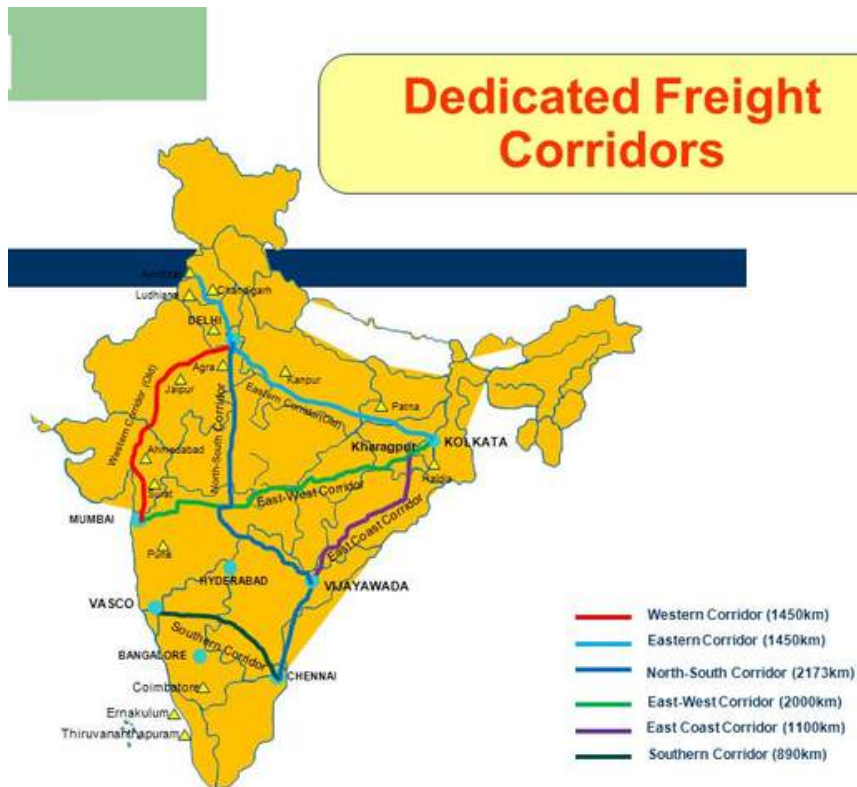 Dedicated Freight
Corridors
Amritsar
Ludhiana
Chandigarh
DELHI
Agra
Jaipur
Kanpur
Patna
Western Corridor (Old)
North-South Corridor
Eastern Corridor(Old)
Kharagpur
KOLKATA
Haldia
Ahmedabad
Surat
East-West Corridor
MUMBAI
Pune
East Coast Corridor
HYDERABAD
VIJAYAWADA
VASCO
Southern Corridor
BANGALORE
CHENNAI
Coimbatore
Ernakulum
Thiruvananthapuram
Western Corridor (1450km)
Eastern Corridor (1450km)
North-South Corridor (2173km)
East-West Corridor (2000km)
East Coast Corridor (1100km)
Southern Corridor (890km)